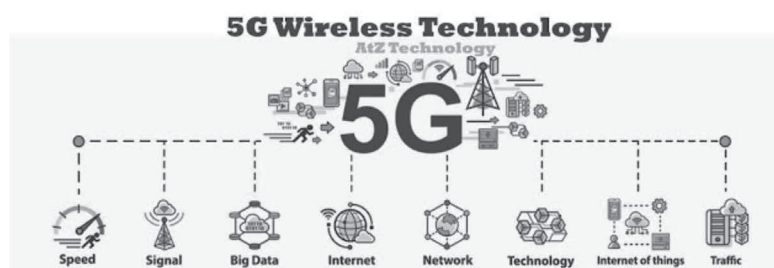 5G Wireless Technology
AtZ Technology
5G
Speed
Signal
Big Data
Internet
Network
Technology
Internet of things
Traffic